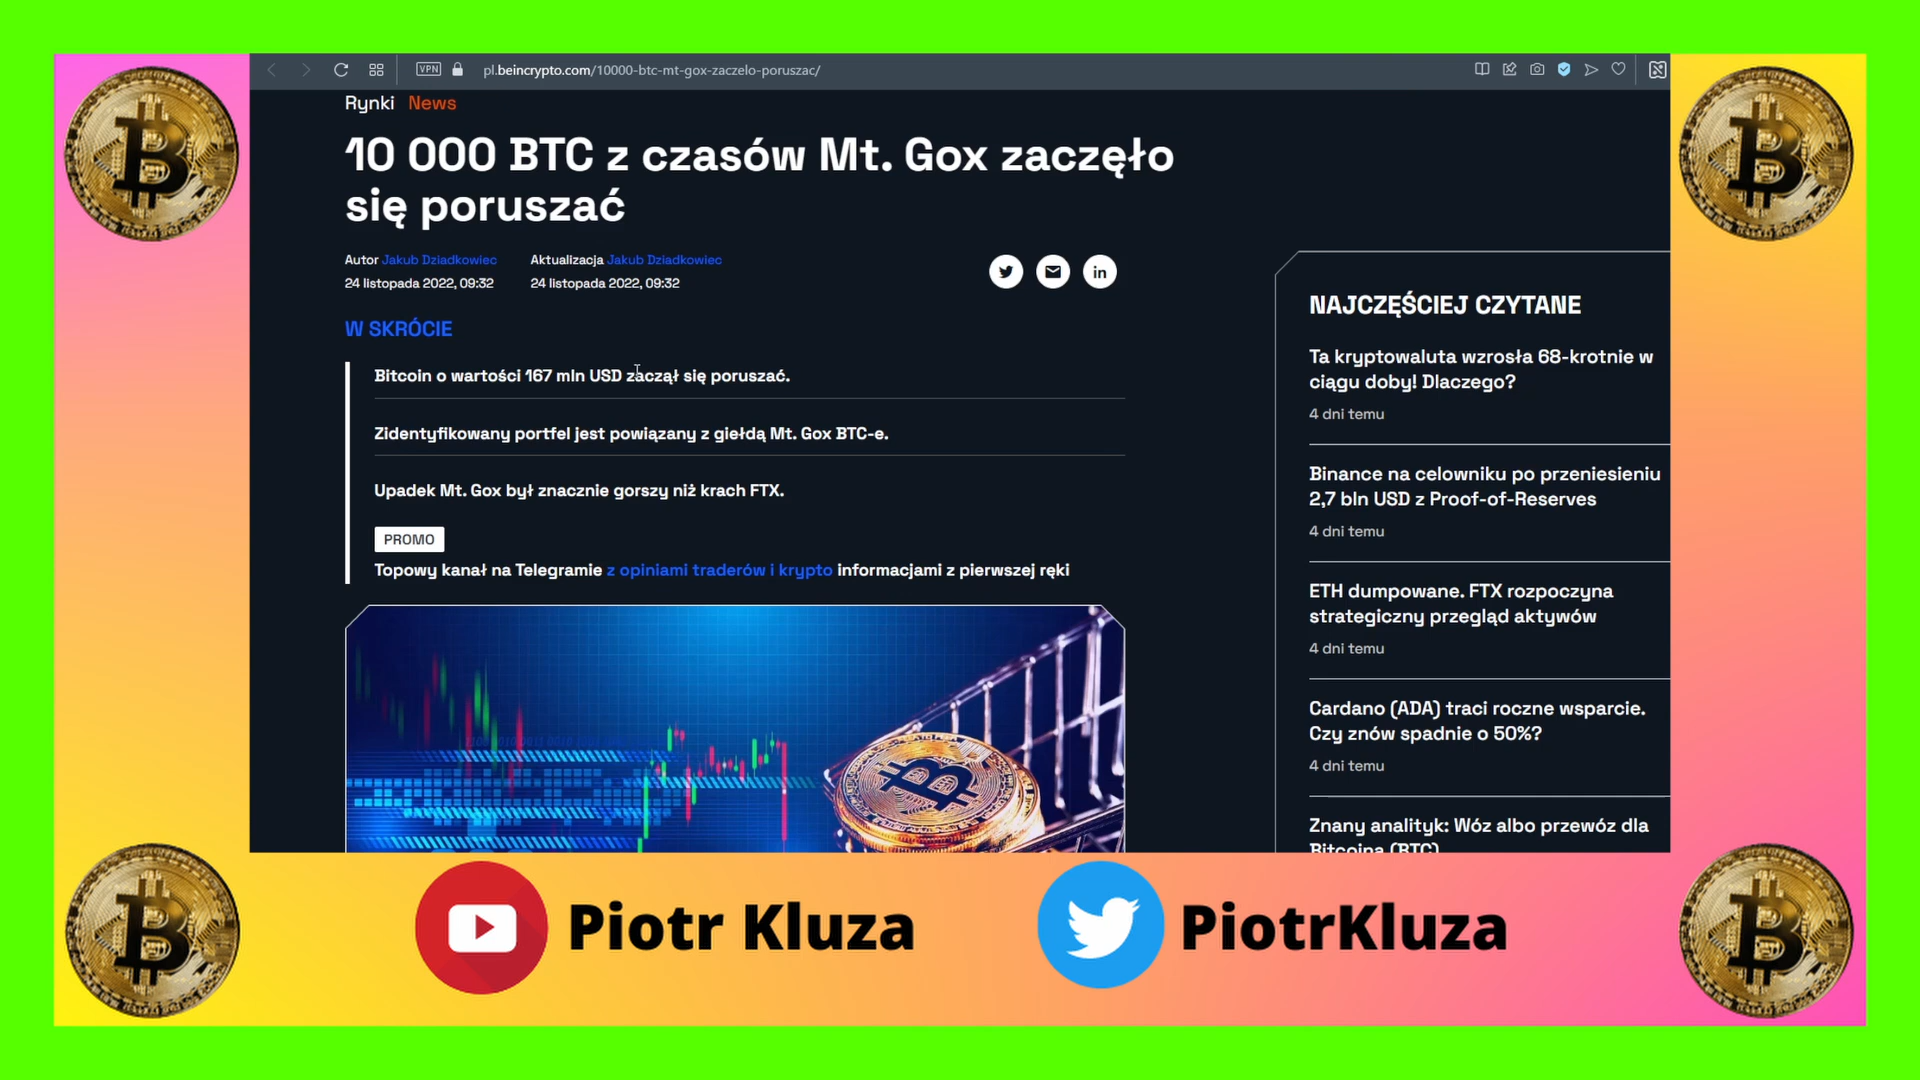 VPN
pl.beincrypto.com/10000-btc-mt-gox-zaczelo-poruszac/
Rynki News
10 000 BTC z czasów Mt. Gox zaczęło
się poruszać
Autor Jakub Dziadkowiec
24 listopada 2022, 09:32
Aktualizacja Jakub Dziadkowiec
24 listopada 2022, 09:32
in
W SKRÓCIE
Bitcoin o wartości 167 mln USD zaczął się poruszać.
Zidentyfikowany portfel jest powiązany z giełdą Mt. Gox BTC-e.
Upadek Mt. Gox był znacznie gorszy niż krach FTX.
PROMO
Topowy kanał na Telegramie z opiniami traderów i krypto informacjami z pierwszej ręki
NAJCZĘŚCIEJ CZYTANE
Ta kryptowaluta wzrosła 68-krotnie w
ciągu doby! Dlaczego?
4 dni temu
Binance na celowniku po przeniesieniu
2,7 bln USD z Proof-of-Reserves
4 dni temu
ETH dumpowane. FTX rozpoczyna
strategiczny przegląd aktywów
4 dni temu
Cardano (ADA) traci roczne wsparcie.
Czy znów spadnie o 50%?
4 dni temu
Znany analityk: Wóz albo przewóz dla
Bitcoina (BTC)
Piotr Kluza
PiotrKluza